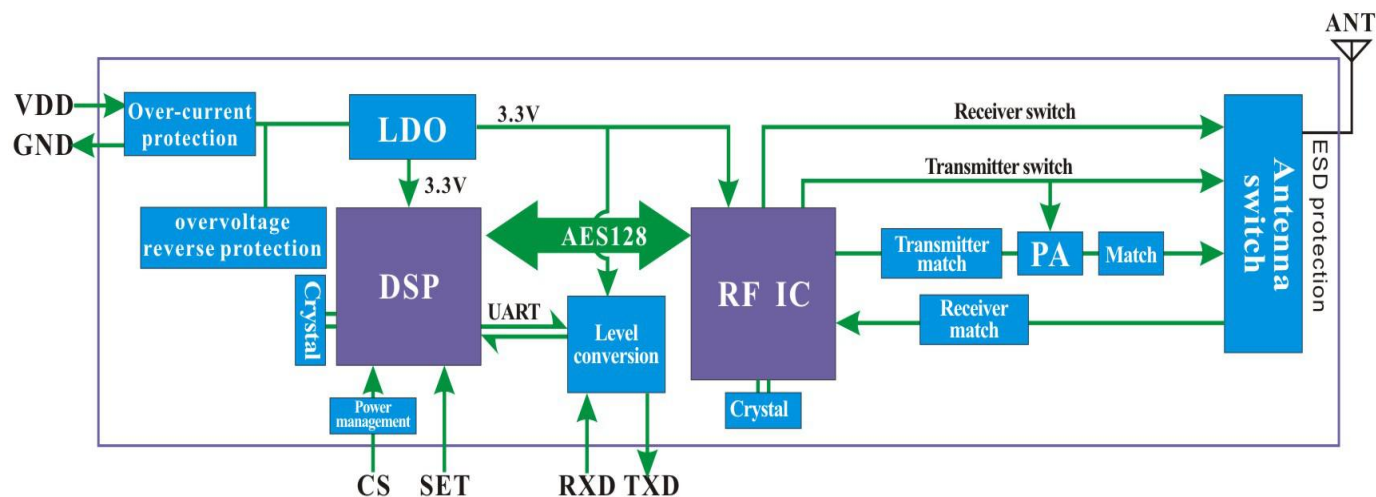 ANT
VDD
GND
Over-current
protection
LDO
3.3V
3.3V
overvoltage
reverse protection
Crystal
DSP
AES128
UART
Level
conversion
Power
management
CS
SET
RXD
TXD
RF IC
Crystal
Receiver switch
Transmitter switch
Transmitter
match
PA
Match
Receiver
match
Antenna
switch
ESD protection